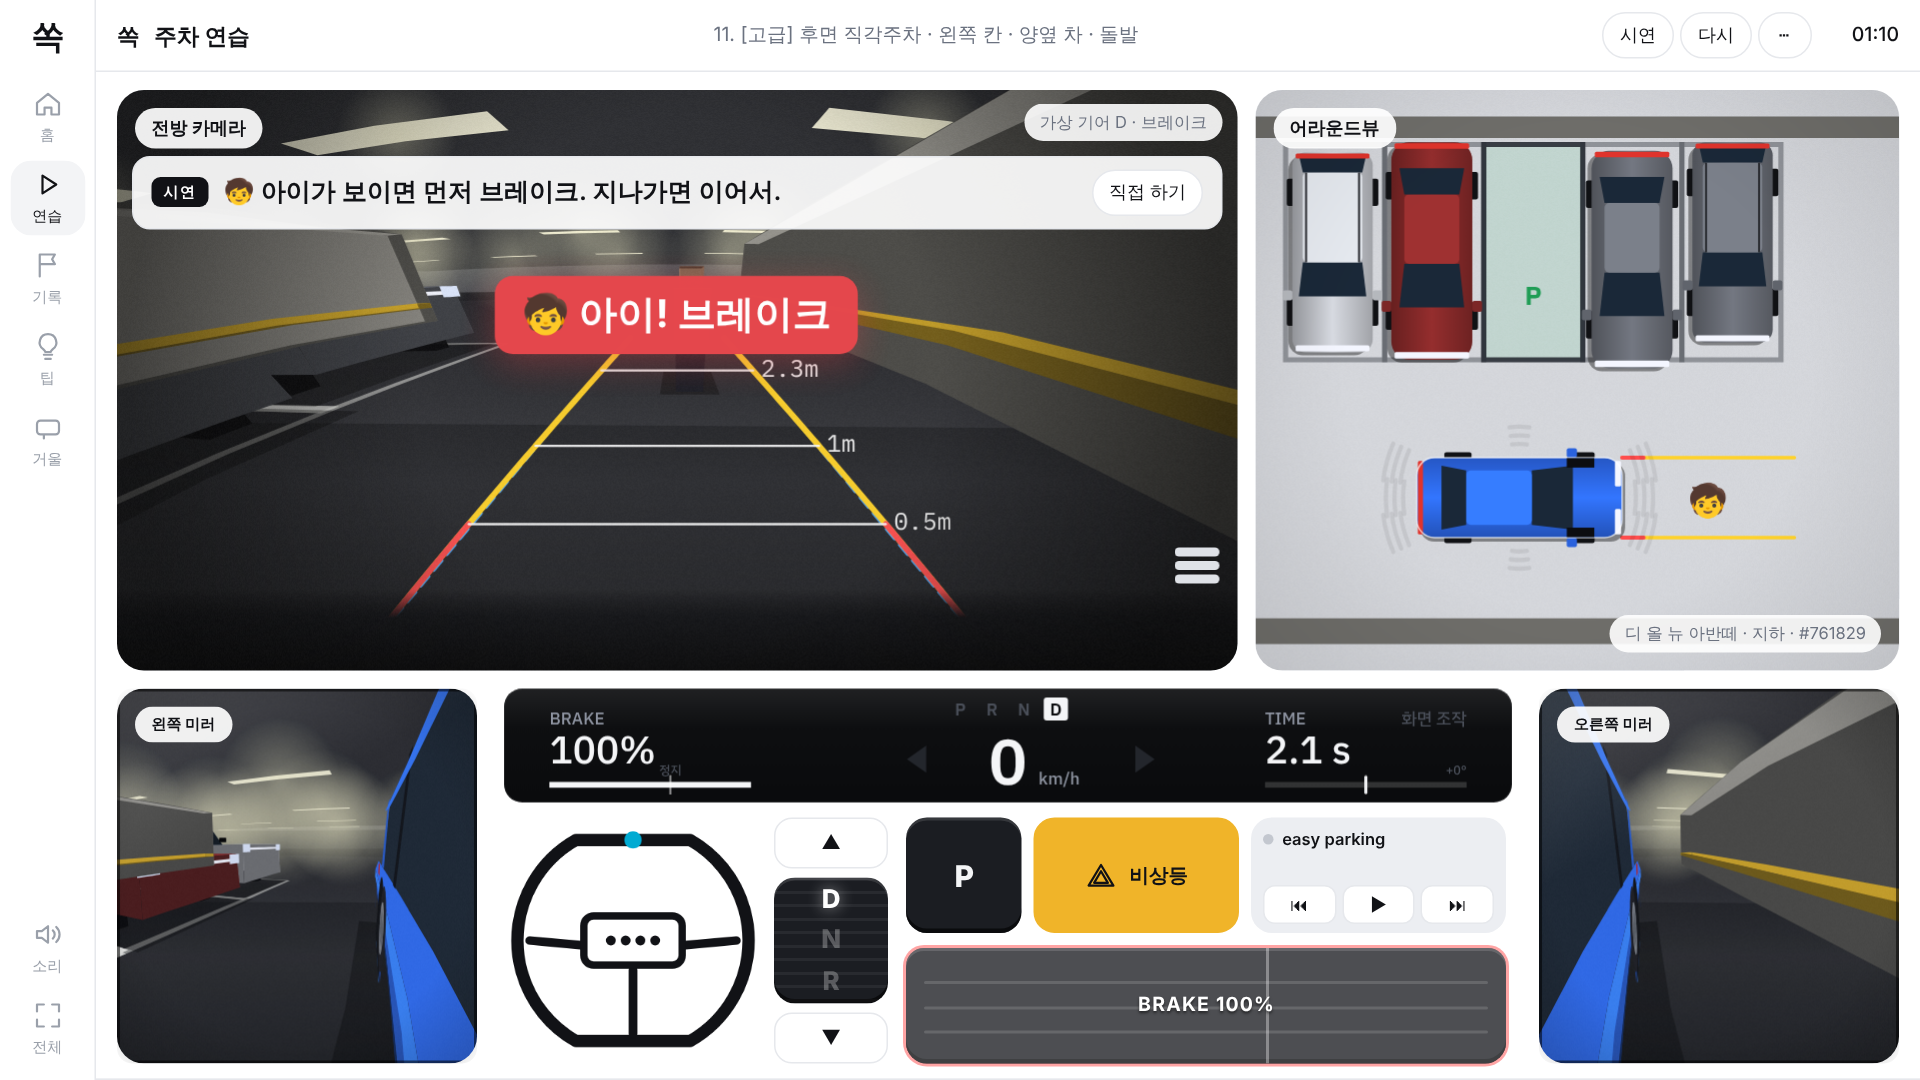 쏙
홈
연습
기록
팁
거울
소리
전체
쏙 주차 연습
11. [고급] 후면 직각주차 · 왼쪽 칸 · 양옆 차 · 돌발
시연
다시
···
01:10
전방 카메라
가상 기어 D · 브레이크
시연 🧒 아이가 보이면 먼저 브레이크. 지나가면 이어서.
직접 하기
🧒 아이! 브레이크
2.3m
1m
0.5m
어라운드뷰
P
디 올 뉴 아반떼 · 지하 · #761829
왼쪽 미러
BRAKE
100%
정지
P R N D
0 km/h
TIME
화면 조작
2.1 s
+0°
D
N
R
P
비상등
easy parking
BRAKE 100%
오른쪽 미러